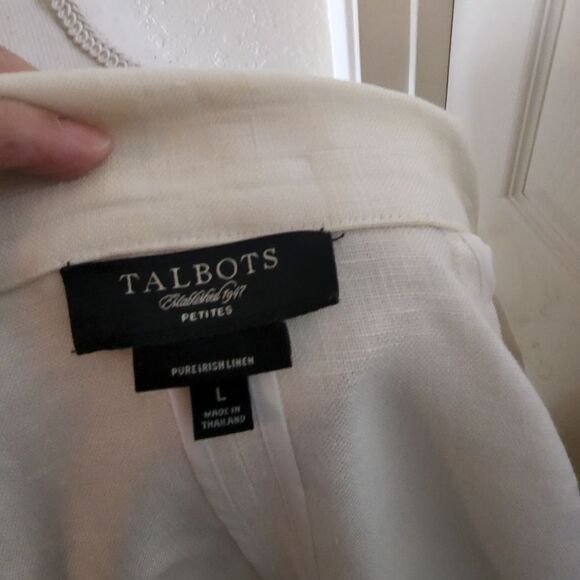 TALBOTS
Established 1947
PETITES
PURE IRISH LINEN
L
MADE IN
THAILAND